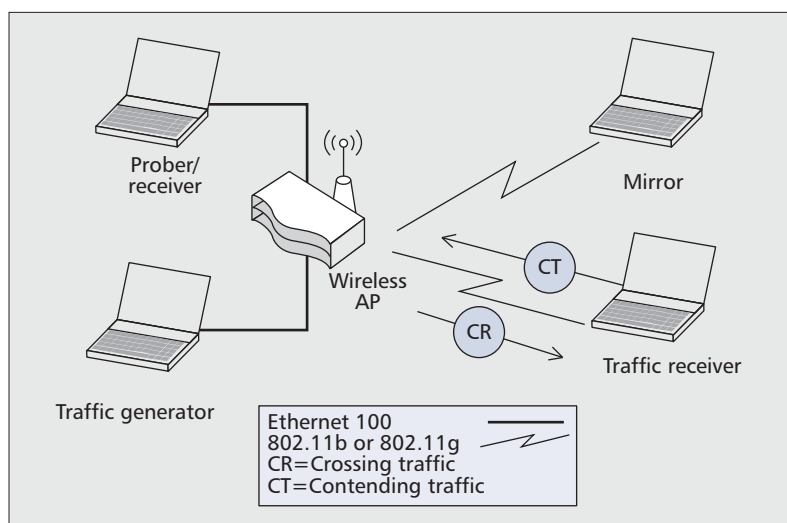 Prober/
receiver
Mirror
Wireless
AP
CT
CR
Traffic receiver
Traffic generator
Ethernet 100
802.11b or 802.11g
CR=Crossing traffic
CT=Contending traffic